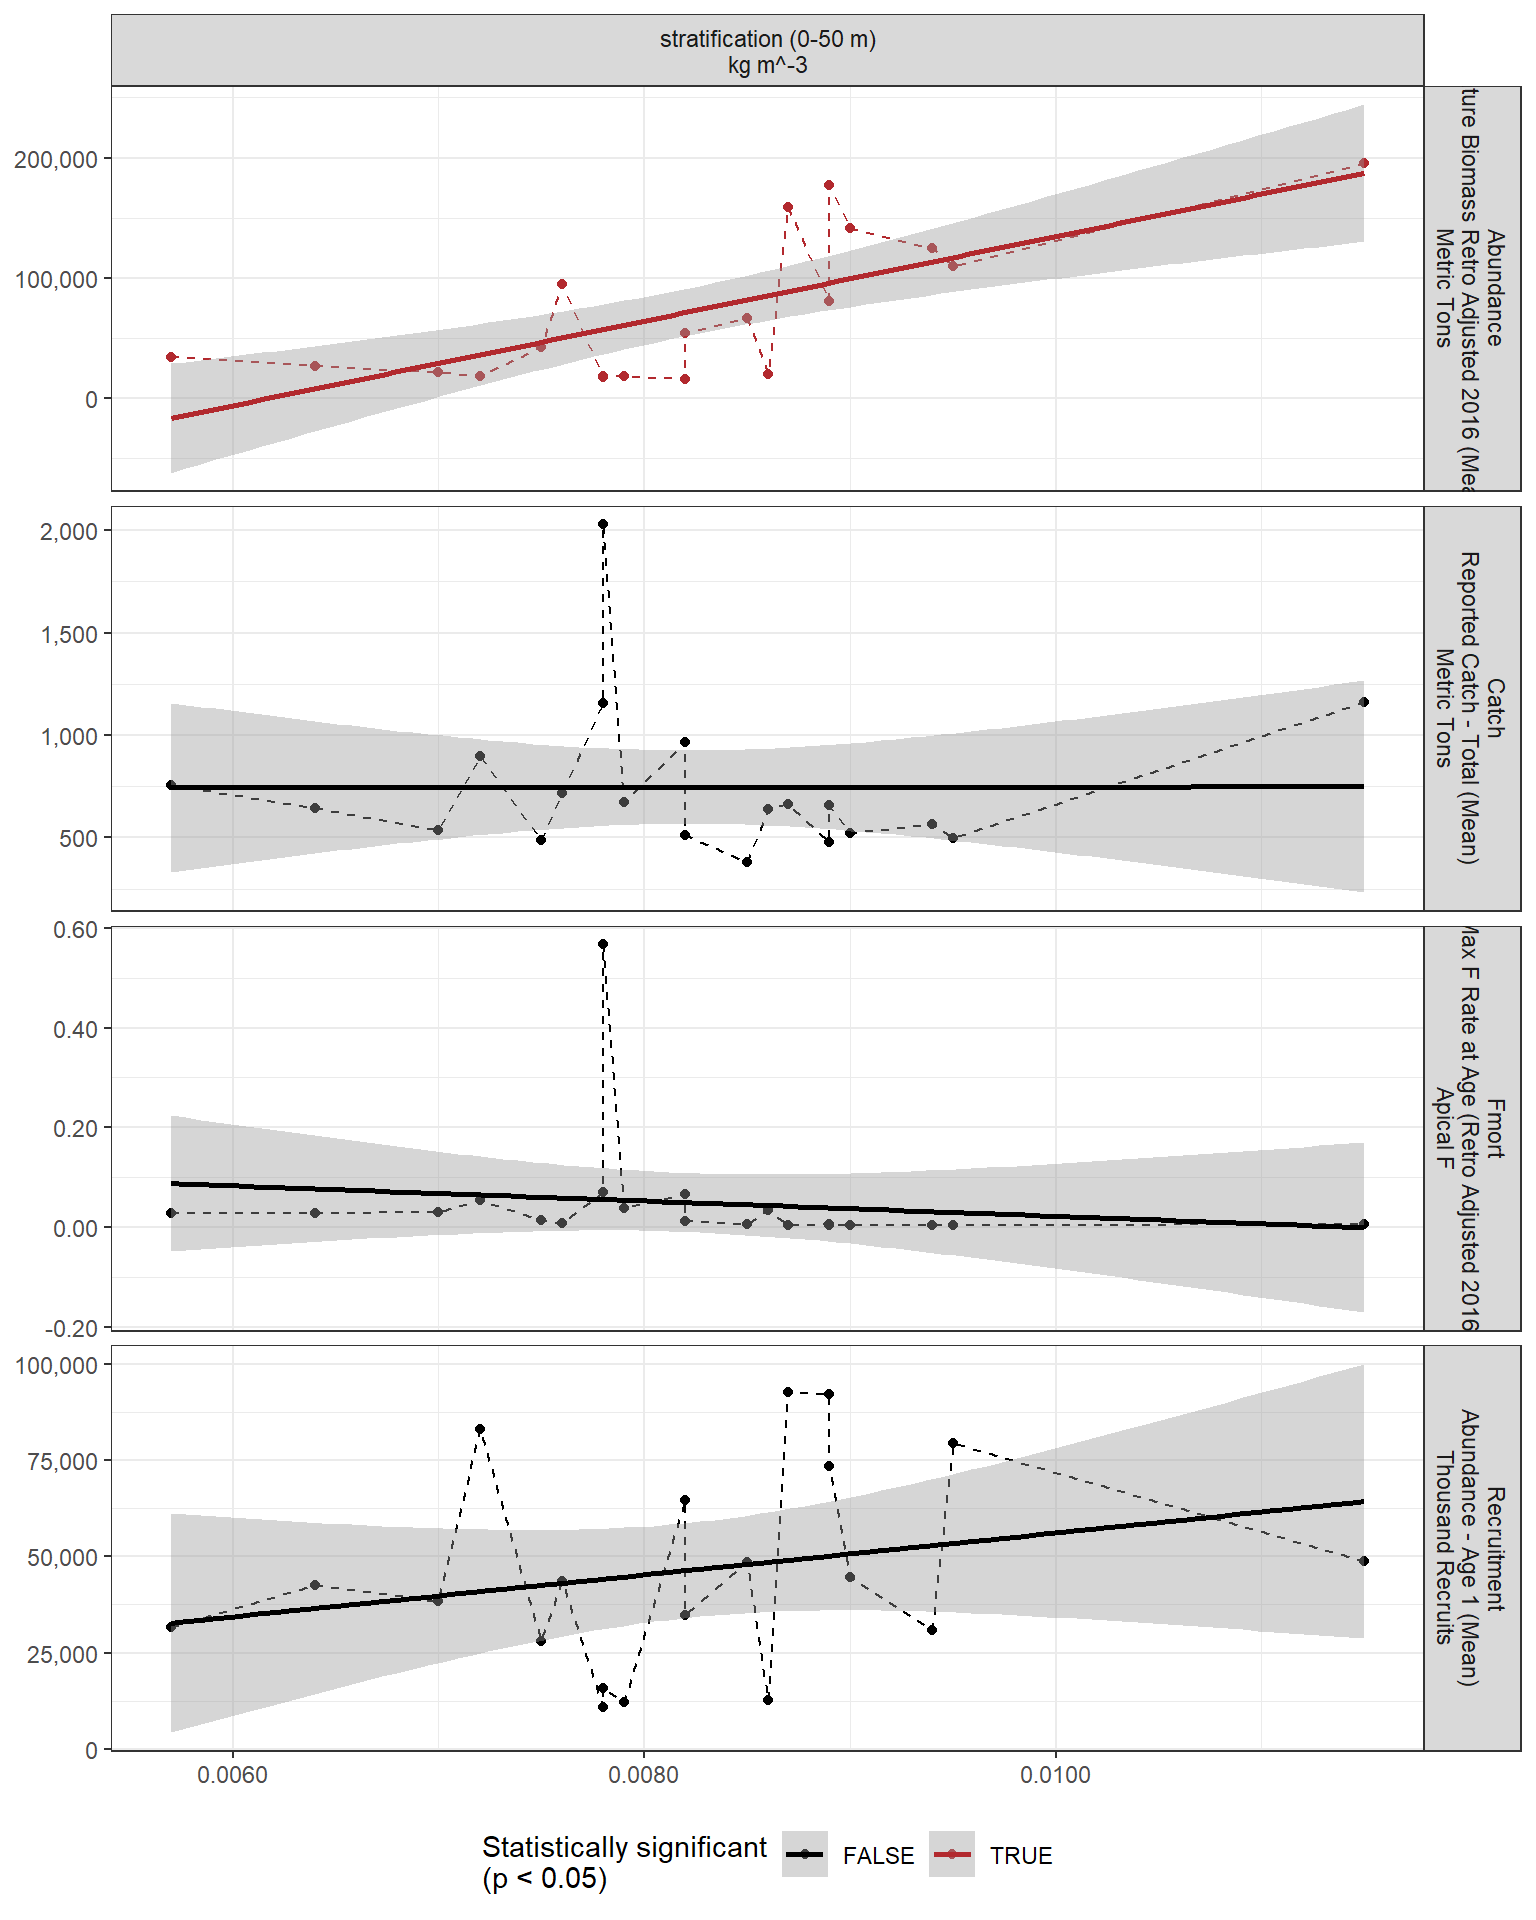 stratification (0-50 m)
kg m^-3
200,000
100,000
0
Abundance
ture Biomass Retro Adjusted 2016 (Mea
Metric Tons
2,000
1,500
1,000
500
Catch
Reported Catch - Total (Mean)
Metric Tons
0.60
0.40
0.20
0.00
-0.20
Fmort
Max F Rate at Age (Retro Adjusted 2016
Apical F
100,000
75,000
50,000
25,000
0
Recruitment
Abundance - Age 1 (Mean)
Thousand Recruits
0.0060 0.0080 0.0100
Statistically significant
(p < 0.05)
FALSE TRUE